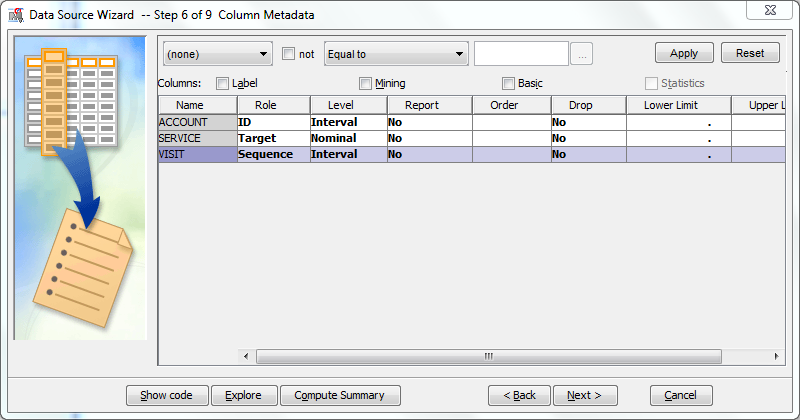 Data Source Wizard -- Step 6 of 9 Column Metadata
(none) not Equal to ... Apply Reset
Columns: Label Mining Basic Statistics
Name Role Level Report Order Drop Lower Limit Upper L
ACCOUNT ID Interval No No .
SERVICE Target Nominal No No .
VISIT Sequence Interval No No .
Show code Explore Compute Summary < Back Next > Cancel